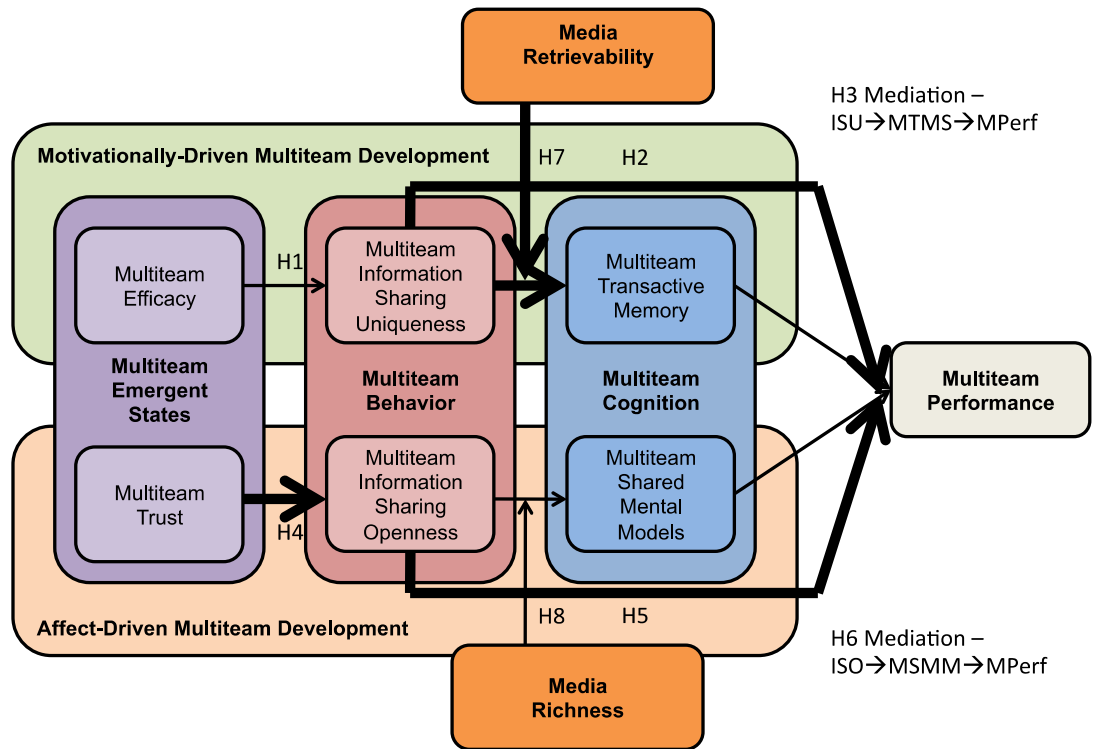 Media
Retrievability
H3 Mediation –
ISU→MTMS→MPerf
Motivationally-Driven Multiteam Development
H7
H2
Multiteam
Efficacy
H1
Multiteam
Information
Sharing
Uniqueness
Multiteam
Transactive
Memory
Multiteam
Emergent
States
Multiteam
Behavior
Multiteam
Cognition
Multiteam
Performance
Multiteam
Trust
H4
Multiteam
Information
Sharing
Openness
Multiteam
Shared
Mental
Models
H8
H5
Affect-Driven Multiteam Development
H6 Mediation –
ISO→MSMM→MPerf
Media
Richness